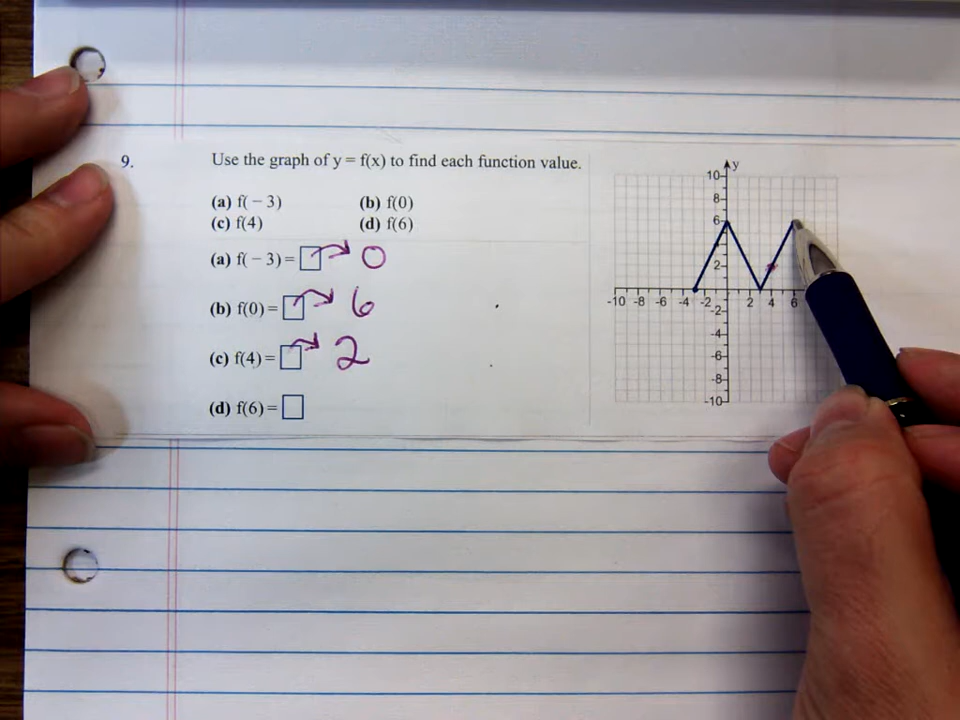 9. Use the graph of y = f(x) to find each function value.
(a) f( − 3) (b) f(0)
(c) f(4) (d) f(6)
(a) f( − 3) = 0
(b) f(0) = 6
(c) f(4) = 2
(d) f(6) =
y
10
8
6
2
-10 -8 -6 -4 -2 2 4 6
-2
-4
-6
-8
-10